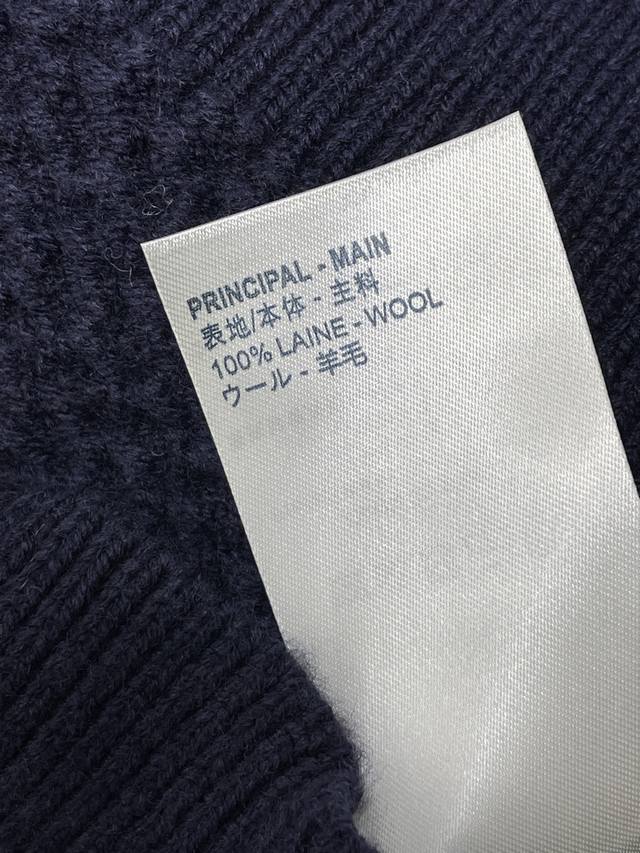 PRINCIPAL - MAIN
表地/本体 - 主料
100% LAINE - WOOL
ウール - 羊毛